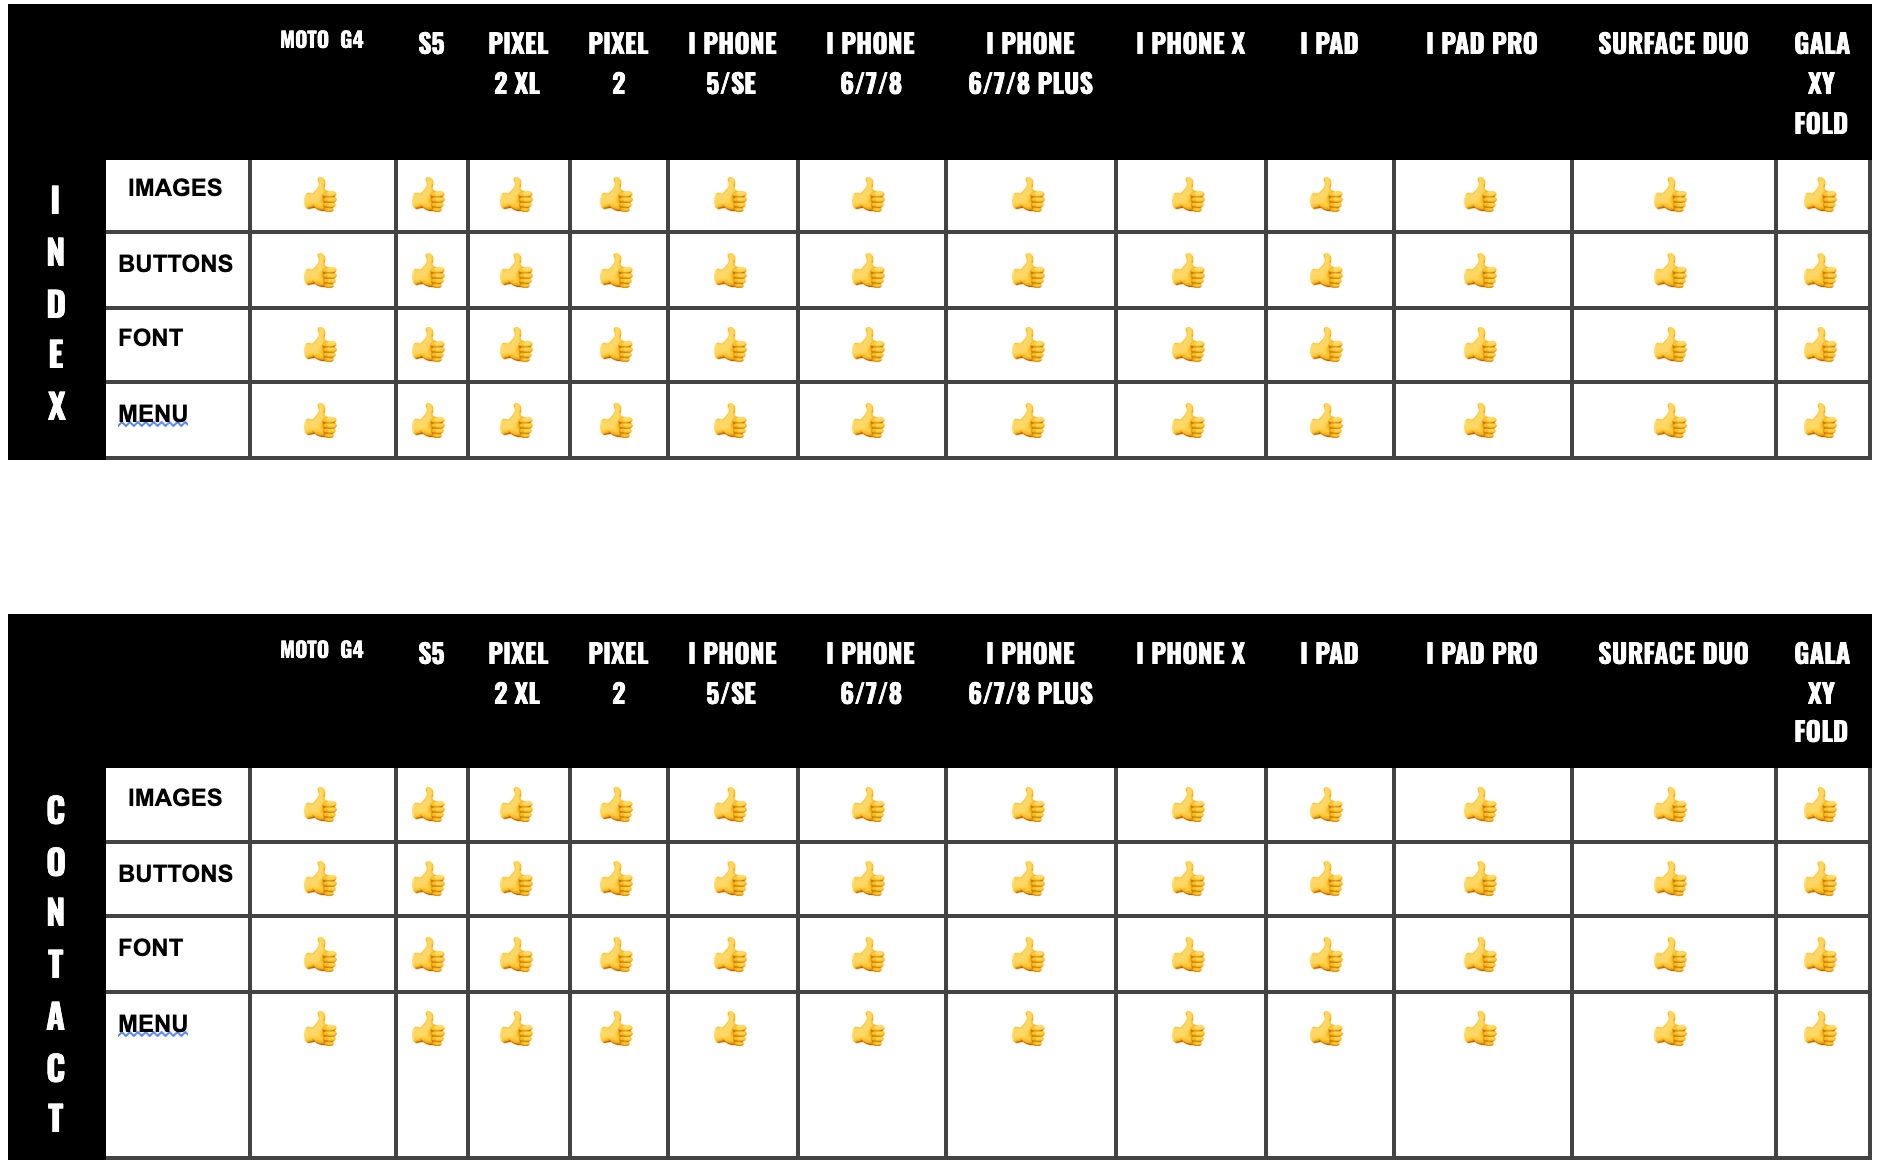 MOTO G4 S5 PIXEL I PHONE I PHONE I PHONE I PHONE X I PAD I PAD PRO SURFACE DUO GALA
2 XL 2 5/SE 6/7/8 6/7/8 PLUS XY
FOLD
INDEX
IMAGES 👍 👍 👍 👍 👍 👍 👍 👍 👍 👍 👍 👍
BUTTONS 👍 👍 👍 👍 👍 👍 👍 👍 👍 👍 👍 👍
FONT 👍 👍 👍 👍 👍 👍 👍 👍 👍 👍 👍 👍
MENU 👍 👍 👍 👍 👍 👍 👍 👍 👍 👍 👍 👍
MOTO G4 S5 PIXEL PIXEL I PHONE I PHONE I PHONE I PHONE X I PAD I PAD PRO SURFACE DUO GALA
2 XL 2 5/SE 6/7/8 6/7/8 PLUS XY
FOLD
CONTACT
IMAGES 👍 👍 👍 👍 👍 👍 👍 👍 👍 👍 👍 👍
BUTTONS 👍 👍 👍 👍 👍 👍 👍 👍 👍 👍 👍 👍
FONT 👍 👍 👍 👍 👍 👍 👍 👍 👍 👍 👍 👍
MENU 👍 👍 👍 👍 👍 👍 👍 👍 👍 👍 👍 👍